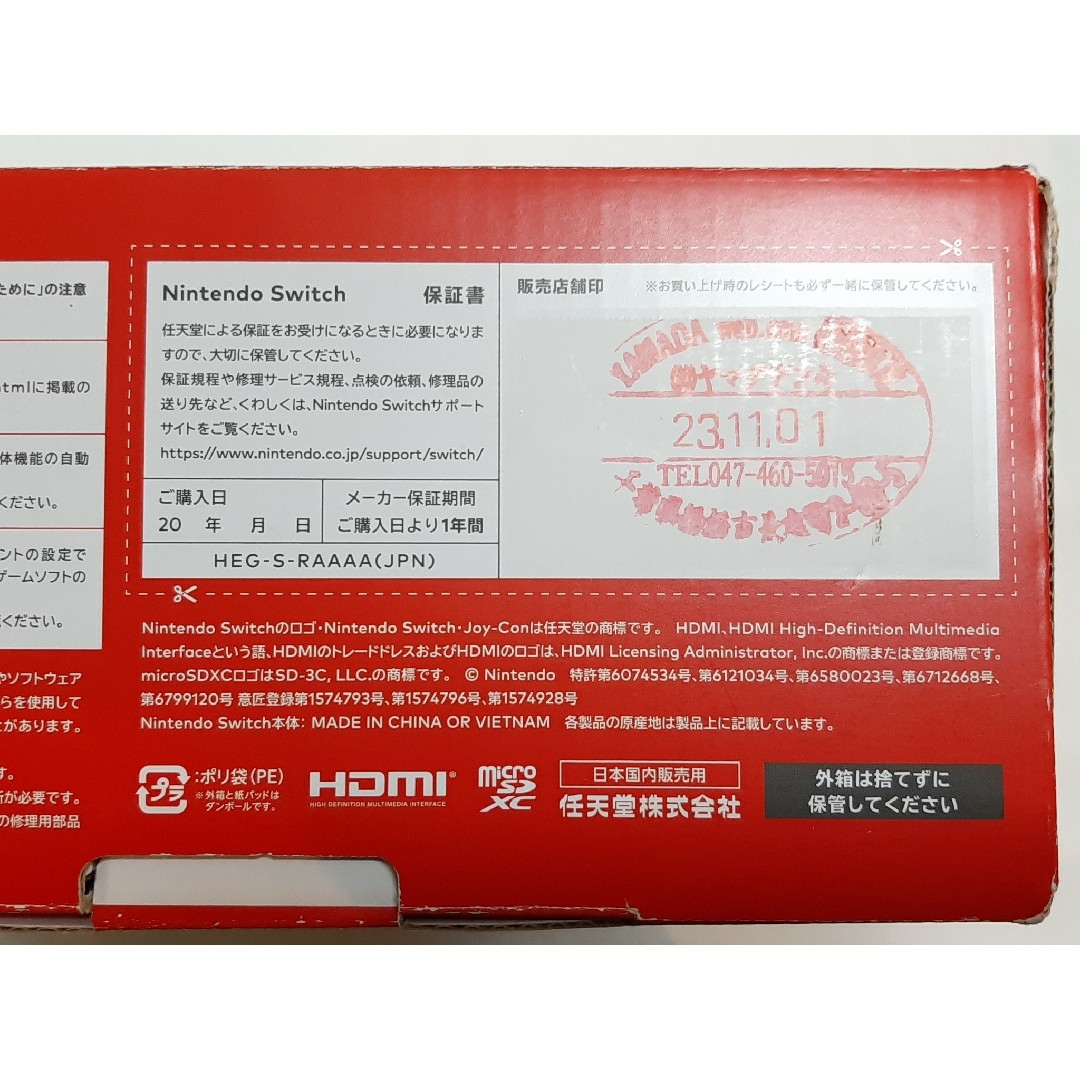 ために」の注意
htmlに掲載の
体機能の自動
ください。
ントの設定で
ゲームソフトの
ください。
やソフトウェア
らを使用して
があります。
す。
所が必要です。
の修理用部品
Nintendo Switch 保証書
任天堂による保証をお受けになるときに必要になりま
すので、大切に保管してください。
保証規程や修理サービス規程、点検の依頼、修理品の
送り先など、くわしくは、Nintendo Switchサポート
サイトをご覧ください。
https://www.nintendo.co.jp/support/switch/
ご購入日
20 年 月 日
メーカー保証期間
ご購入日より1年間
HEG-S-RAAAA(JPN)
販売店舗印 ※お買い上げ時のレシートも必ず一緒に保管してください。
YAMADA
㈱ヤマダデンキ
23.11.01
TEL047-460-5015
Nintendo Switchのロゴ・Nintendo Switch・Joy-Conは任天堂の商標です。 HDMI、HDMI High-Definition Multimedia
Interfaceという語、HDMIのトレードドレスおよびHDMIのロゴは、HDMI Licensing Administrator, Inc.の商標または登録商標です。
microSDXCロゴはSD-3C, LLC.の商標です。 © Nintendo 特許第6074534号、第6121034号、第6580023号、第6712668号、
第6799120号 意匠登録第1574793号、第1574796号、第1574928号
Nintendo Switch本体: MADE IN CHINA OR VIETNAM 各製品の原産地は製品上に記載しています。
プラ
:ポリ袋(PE)
※外箱と紙パッドは
ダンボールです。
HDMI®
HIGH DEFINITION MULTIMEDIA INTERFACE
micro
SD
XC
日本国内販売用
任天堂株式会社
外箱は捨てずに
保管してください